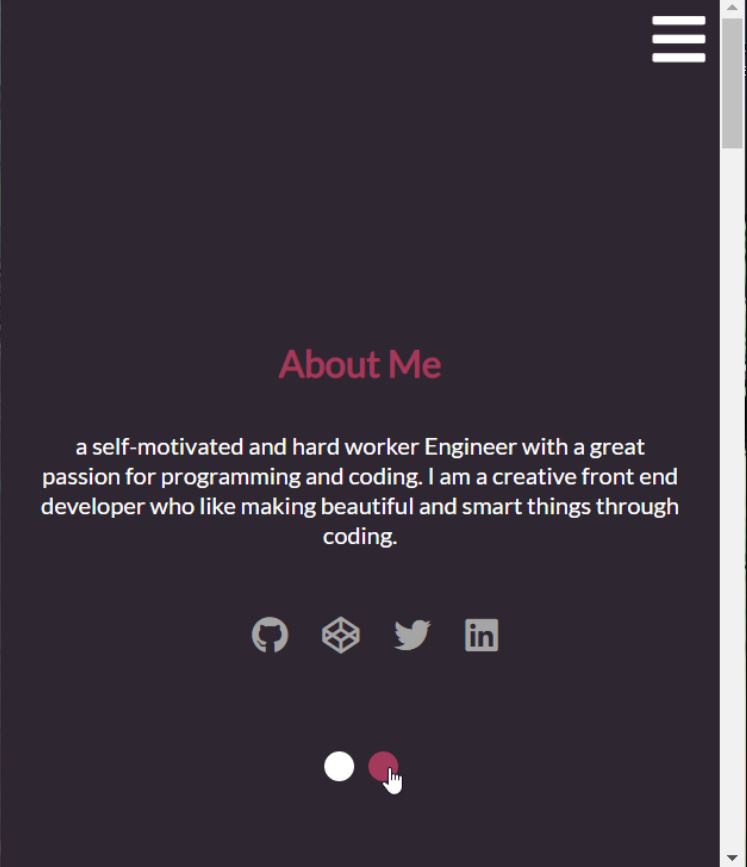 About Me
a self-motivated and hard worker Engineer with a great
passion for programming and coding. I am a creative front end
developer who like making beautiful and smart things through
coding.
in